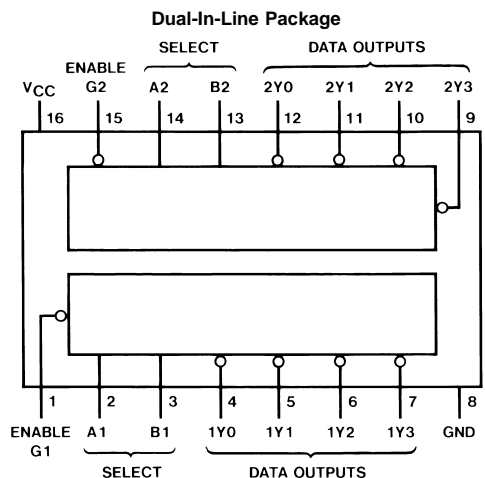 Dual-In-Line Package
SELECT DATA OUTPUTS
ENABLE
VCC G2 A2 B2 2Y0 2Y1 2Y2 2Y3
16 15 14 13 12 11 10 9
1 2 3 4 5 6 7 8
ENABLE A1 B1 1Y0 1Y1 1Y2 1Y3 GND
G1
SELECT DATA OUTPUTS